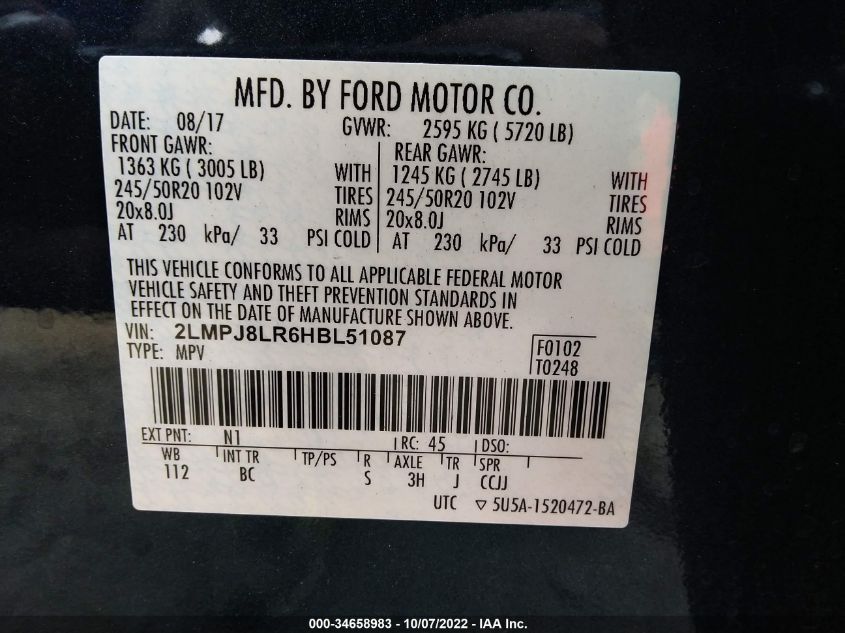 MFD. BY FORD MOTOR CO.
DATE: 08/17 GVWR: 2595 KG ( 5720 LB)
FRONT GAWR: REAR GAWR:
1363 KG ( 3005 LB) WITH 1245 KG ( 2745 LB) WITH
245/50R20 102V TIRES 245/50R20 102V TIRES
20x8.0J RIMS 20x8.0J RIMS
AT 230 kPa/ 33 PSI COLD AT 230 kPa/ 33 PSI COLD
THIS VEHICLE CONFORMS TO ALL APPLICABLE FEDERAL MOTOR
VEHICLE SAFETY AND THEFT PREVENTION STANDARDS IN
EFFECT ON THE DATE OF MANUFACTURE SHOWN ABOVE.
VIN: 2LMPJ8LR6HBL51087
TYPE: MPV F0102
T0248
EXT PNT: N1 RC: 45 DSO:
WB INT TR TP/PS R AXLE TR SPR
112 BC S 3H J CCJJ
UTC ▽ 5U5A-1520472-BA
000-34658983 - 10/07/2022 - IAA Inc.